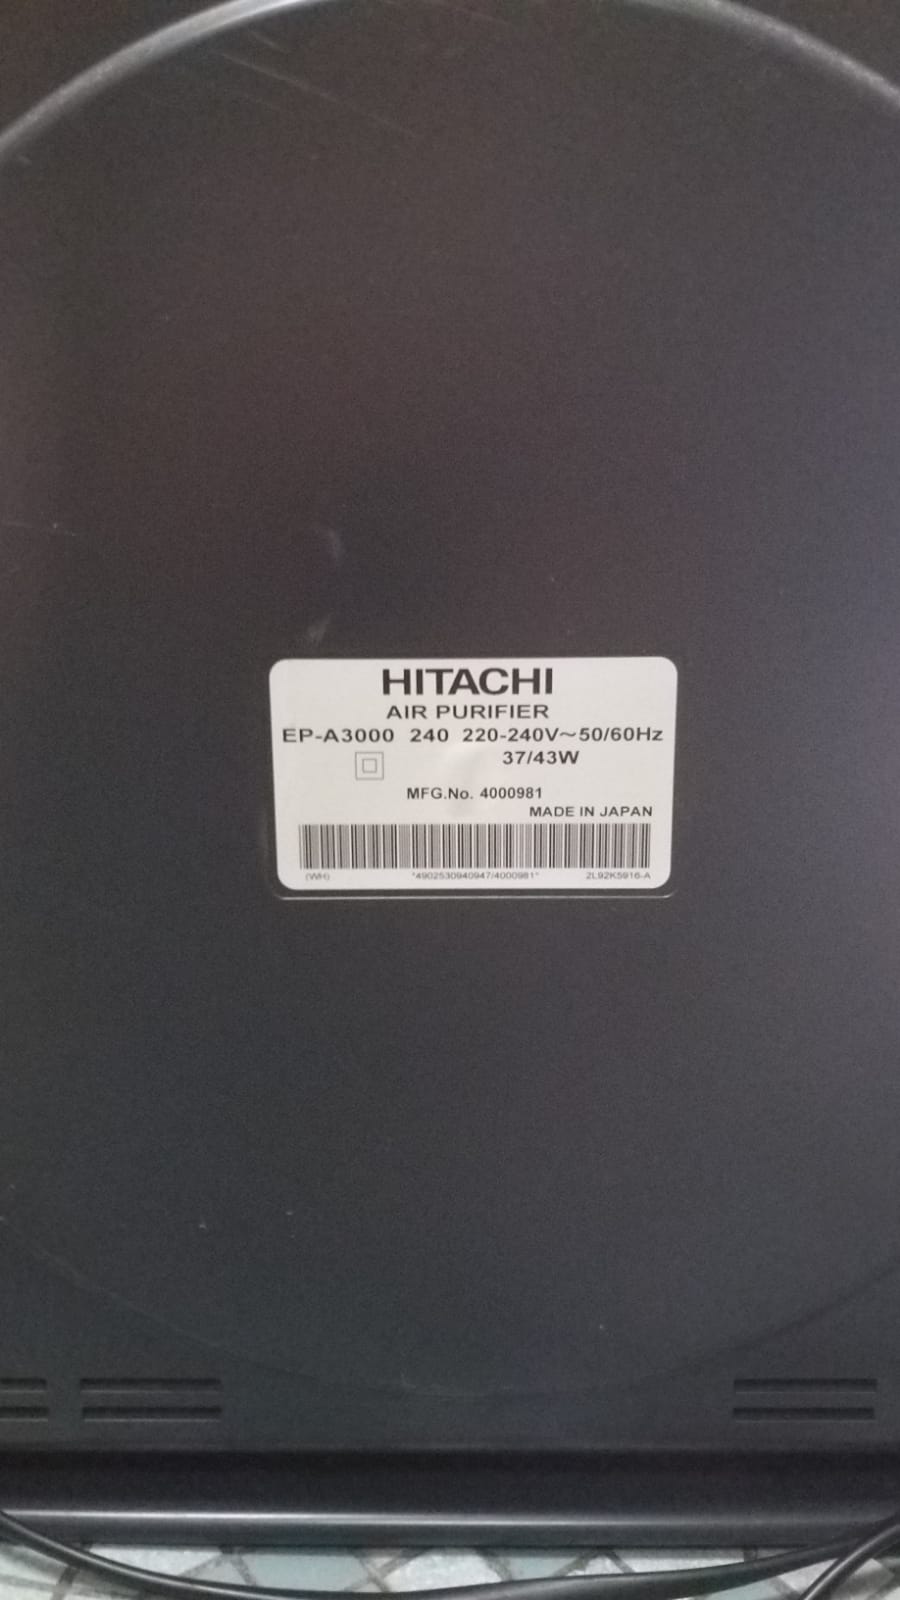 HITACHI
AIR PURIFIER
EP-A3000 240 220-240V~50/60Hz
37/43W
MFG.No. 4000981
MADE IN JAPAN
(WH) *4902530940947/4000981* 2L92K5916-A